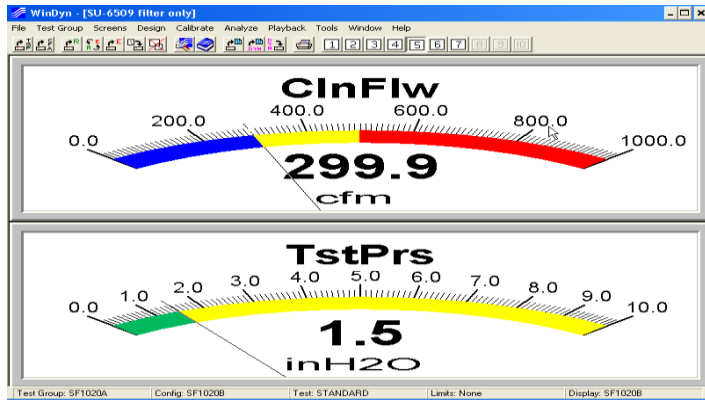 WinDyn - [SU-6509 filter only]
File Test Group Screens Design Calibrate Analyze Playback Tools Window Help
1 2 3 4 5 6 7 8 9 10
ClnFlw
0.0 200.0 400.0 600.0 800.0 1000.0
299.9
cfm
TstPrs
0.0 1.0 2.0 3.0 4.0 5.0 6.0 7.0 8.0 9.0 10.0
1.5
inH2O
Test Group: SF1020A Config: SF1020B Test: STANDARD Limits: None Display: SF1020B